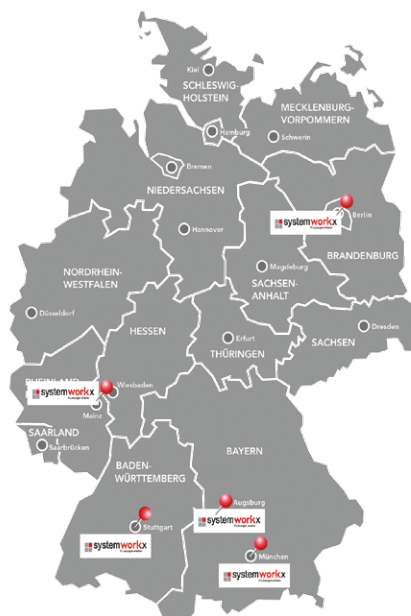 Kiel
SCHLESWIG-
HOLSTEIN
MECKLENBURG-
VORPOMMERN
Hamburg
Schwerin
Bremen
NIEDERSACHSEN
systemworkx
Berlin
Hannover
BRANDENBURG
Magdeburg
SACHSEN-
ANHALT
NORDRHEIN-
WESTFALEN
Düsseldorf
HESSEN
Erfurt
THÜRINGEN
Dresden
SACHSEN
Wiesbaden
systemworkx
Mainz
SAARLAND
Saarbrücken
BAYERN
BADEN-
WÜRTTEMBERG
Augsburg
systemworkx
Stuttgart
systemworkx
München
systemworkx